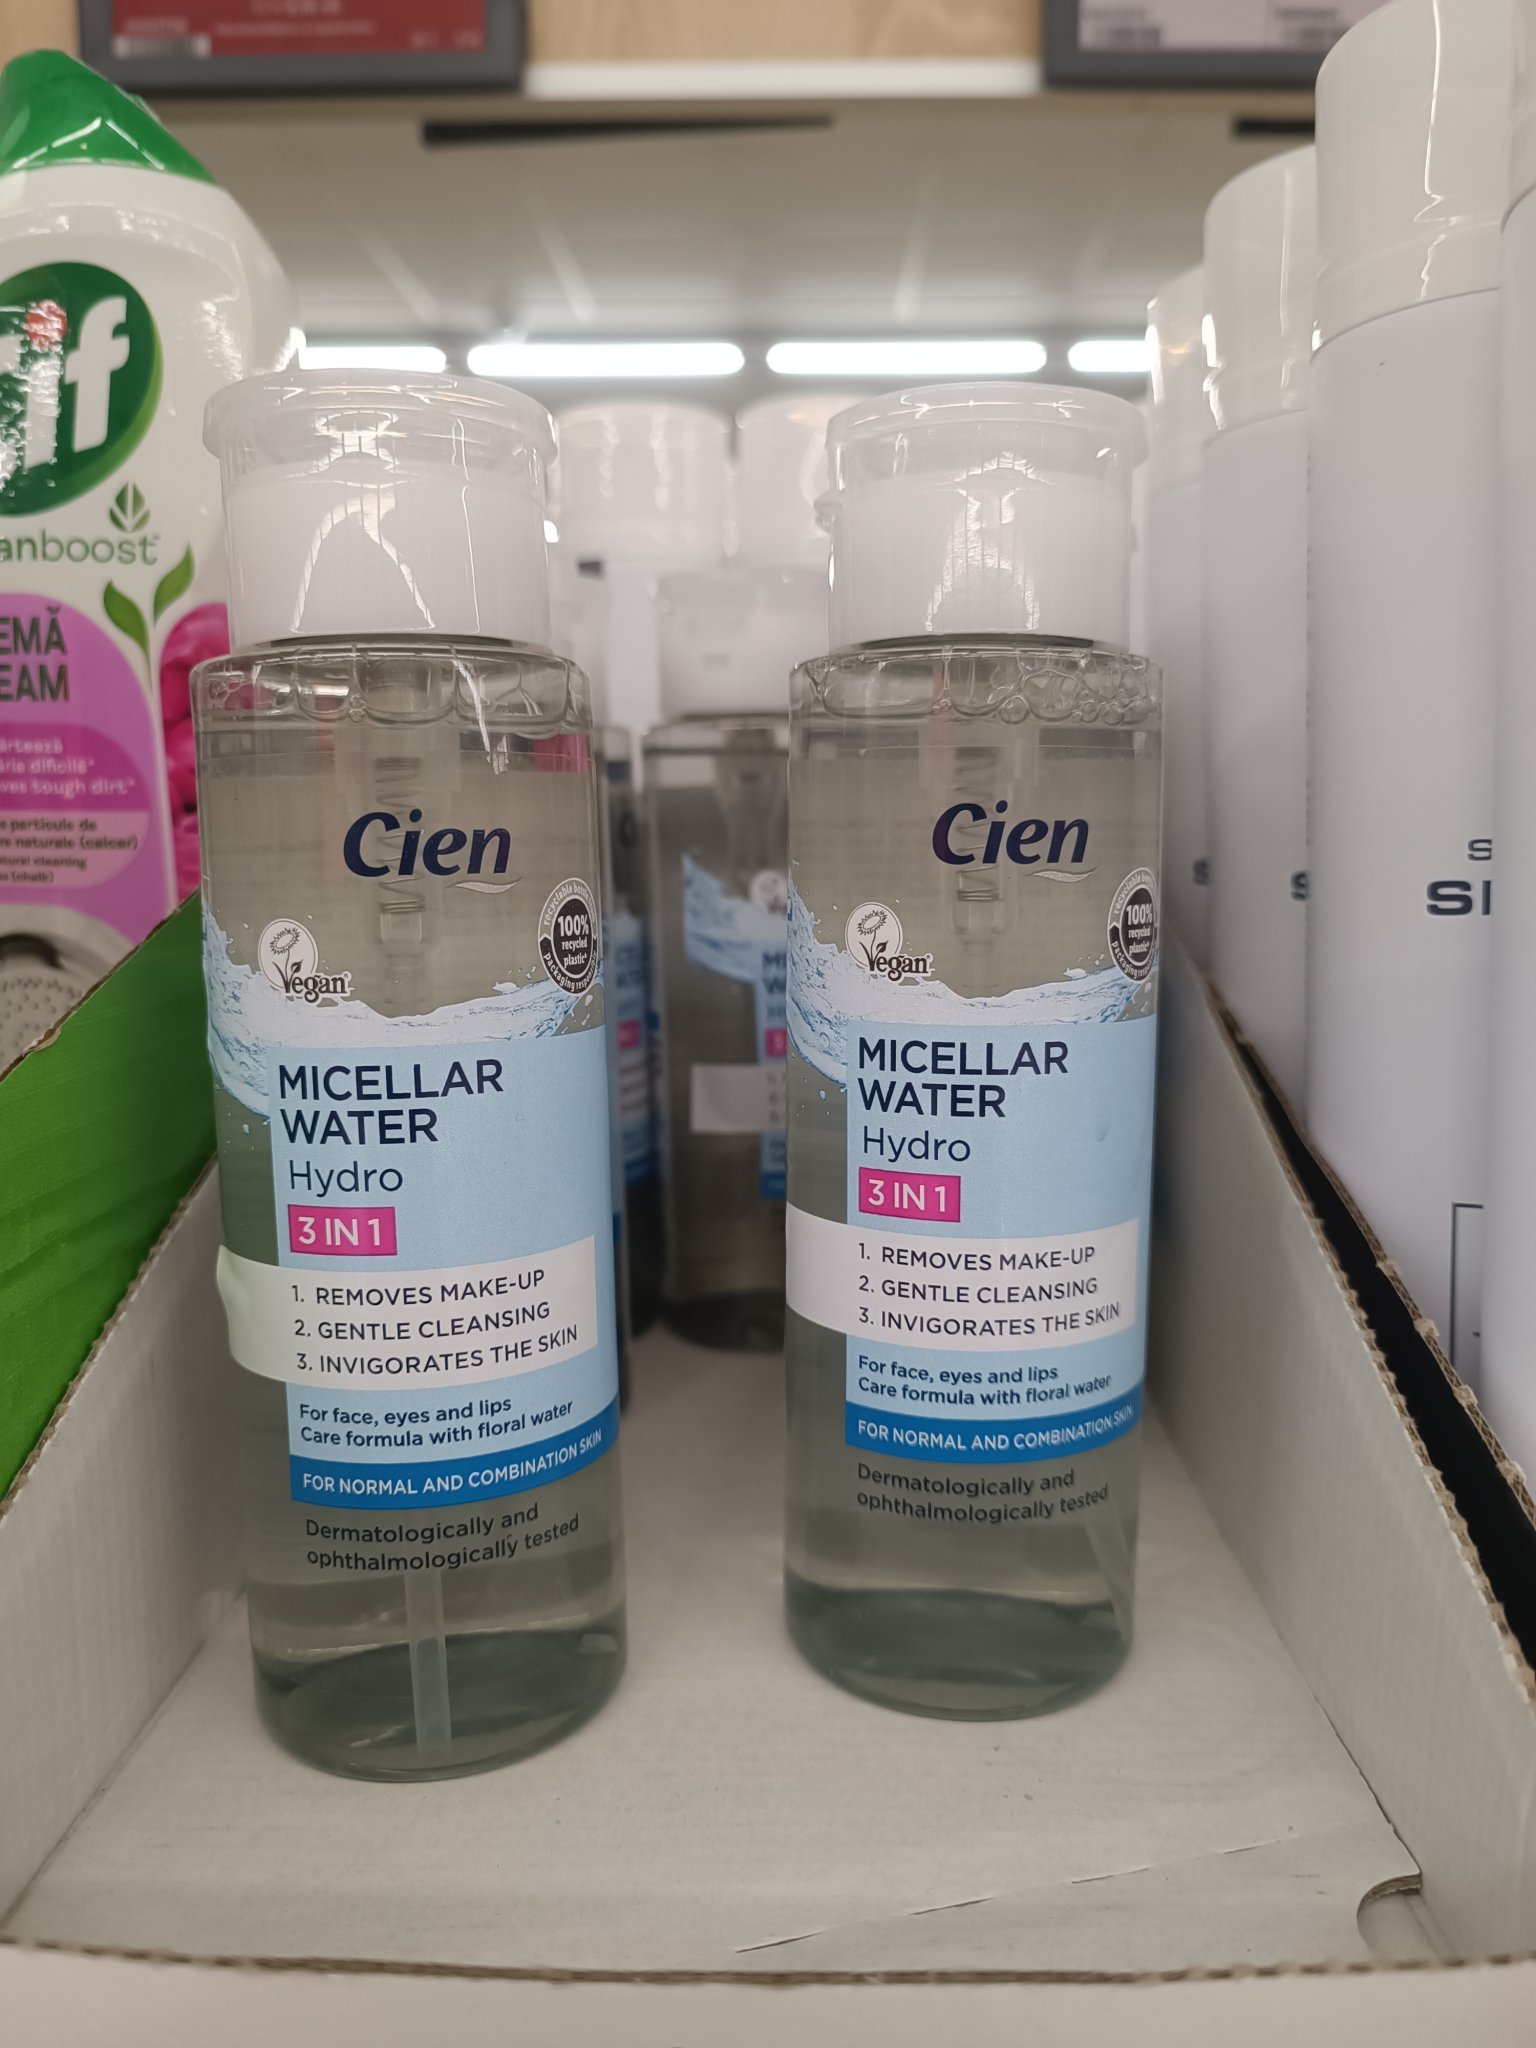 anboost
EMĂ
EAM
Cien
Vegan
100%
recycled
plastic*
MICELLAR
WATER
Hydro
3 IN 1
1. REMOVES MAKE-UP
2. GENTLE CLEANSING
3. INVIGORATES THE SKIN
For face, eyes and lips
Care formula with floral water
FOR NORMAL AND COMBINATION SKIN
Dermatologically and
ophthalmologically tested
Cien
Vegan
100%
recycled
plastic*
MICELLAR
WATER
Hydro
3 IN 1
1. REMOVES MAKE-UP
2. GENTLE CLEANSING
3. INVIGORATES THE SKIN
For face, eyes and lips
Care formula with floral water
FOR NORMAL AND COMBINATION SKIN
Dermatologically and
ophthalmologically tested